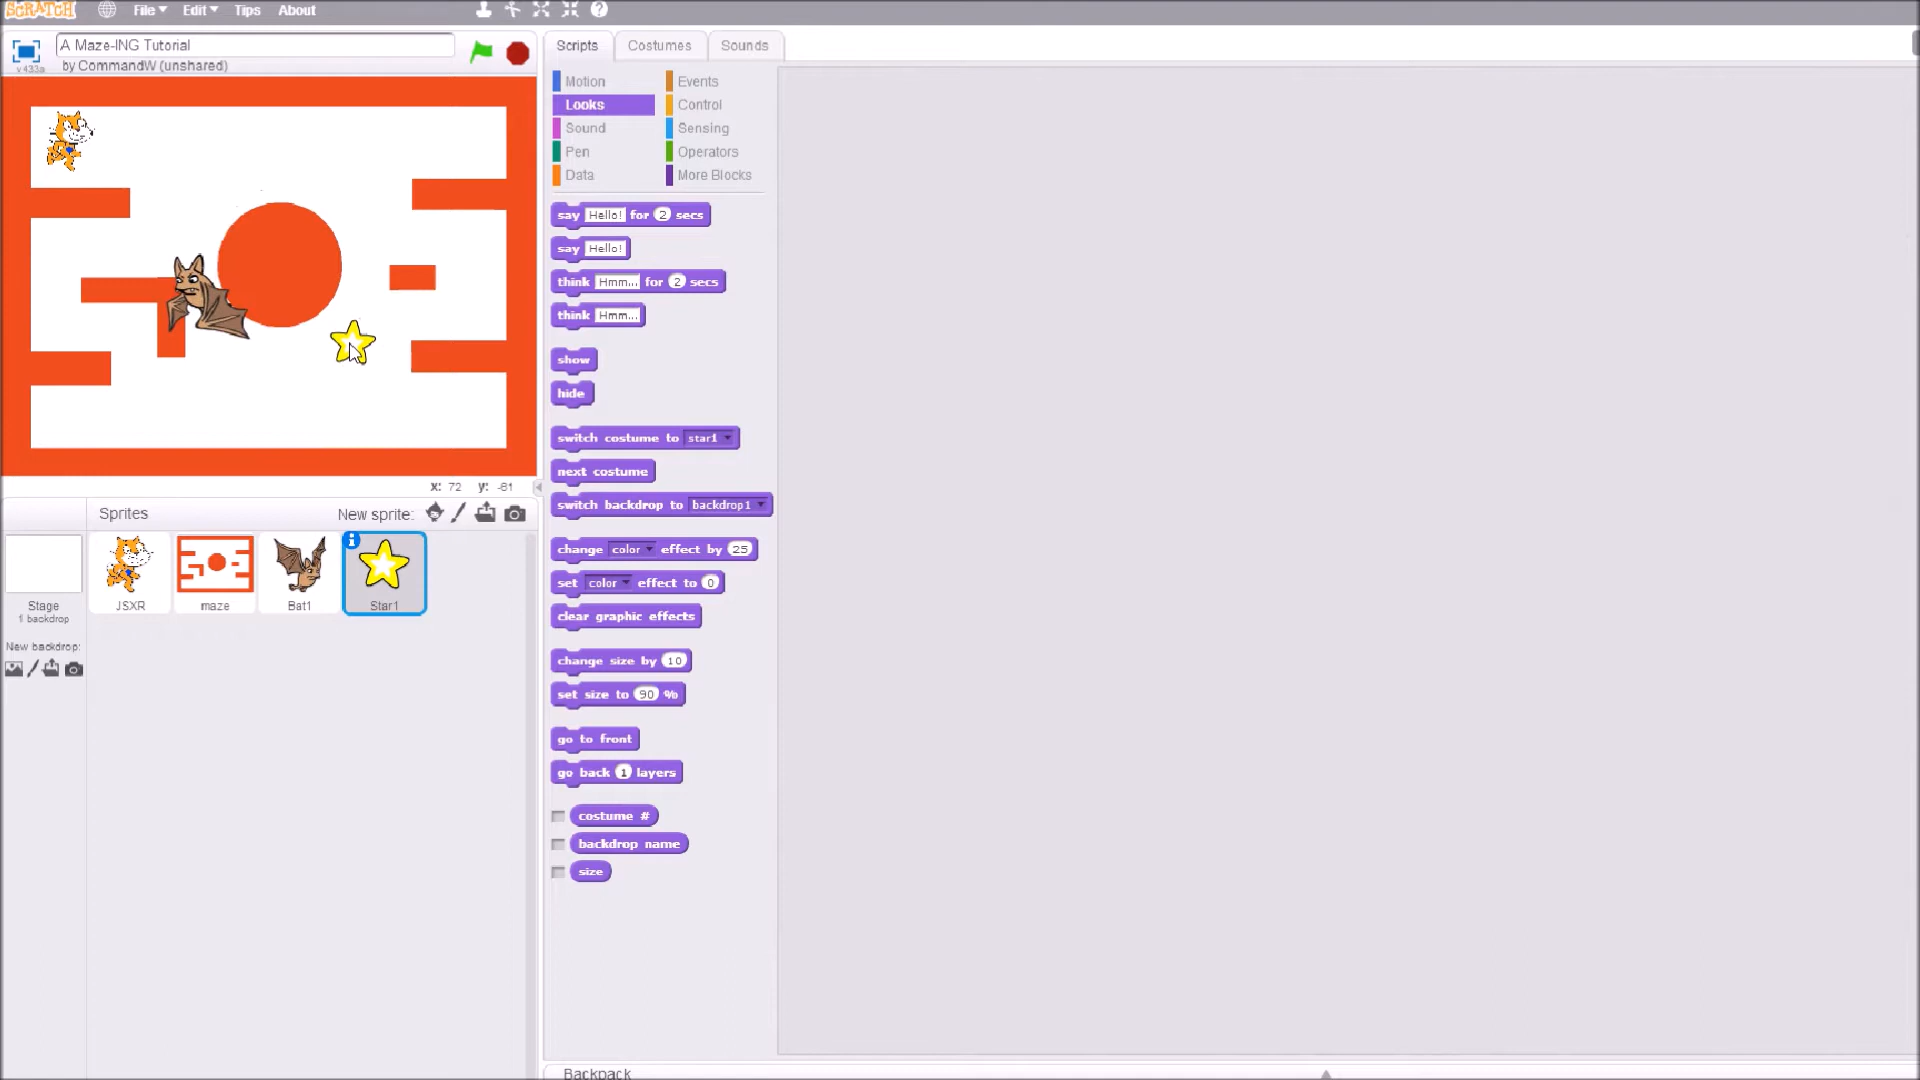 SCRATCH File Edit Tips About
A Maze-ING Tutorial
by CommandW (unshared)
v433a
Scripts Costumes Sounds
Motion Events
Looks Control
Sound Sensing
Pen Operators
Data More Blocks
say Hello! for 2 secs
say Hello!
think Hmm... for 2 secs
think Hmm...
show
hide
switch costume to star1
next costume
switch backdrop to backdrop1
change color effect by 25
set color effect to 0
clear graphic effects
change size by 10
set size to 90 %
go to front
go back 1 layers
costume #
backdrop name
size
x: 72 y: -61
Sprites New sprite:
JSXR maze Bat1 Star1
Stage
1 backdrop
New backdrop:
Backpack